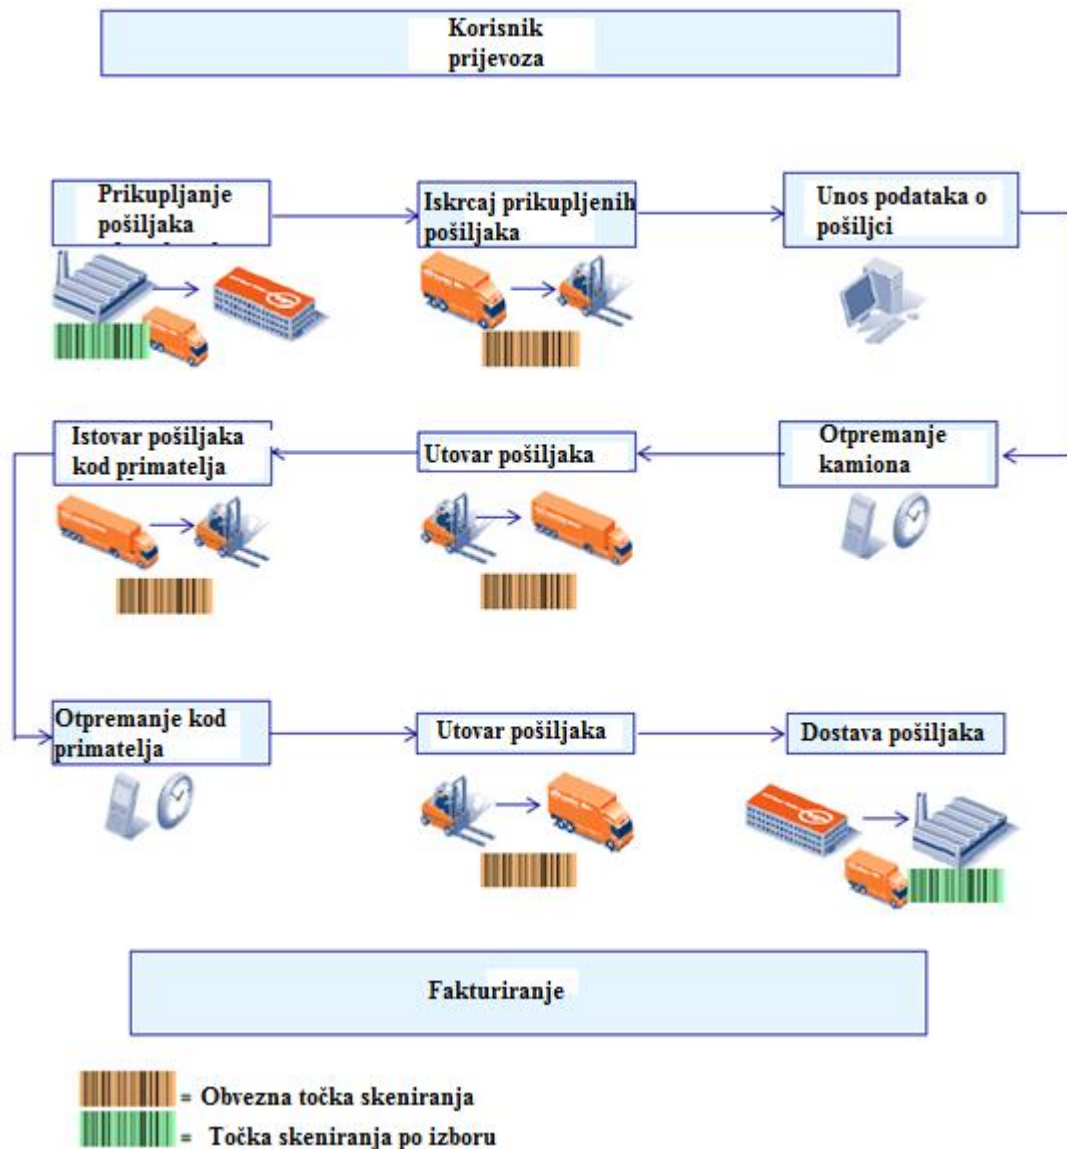 Korisnik
prijevoza
Prikupljanje
pošiljaka
Iskrcaj prikupljenih
pošiljaka
Unos podataka o
pošiljci
Istovar pošiljaka
kod primatelja
Utovar pošiljaka
Otpremanje
kamiona
Otpremanje kod
primatelja
Utovar pošiljaka
Dostava pošiljaka
Fakturiranje
= Obvezna točka skeniranja
= Točka skeniranja po izboru